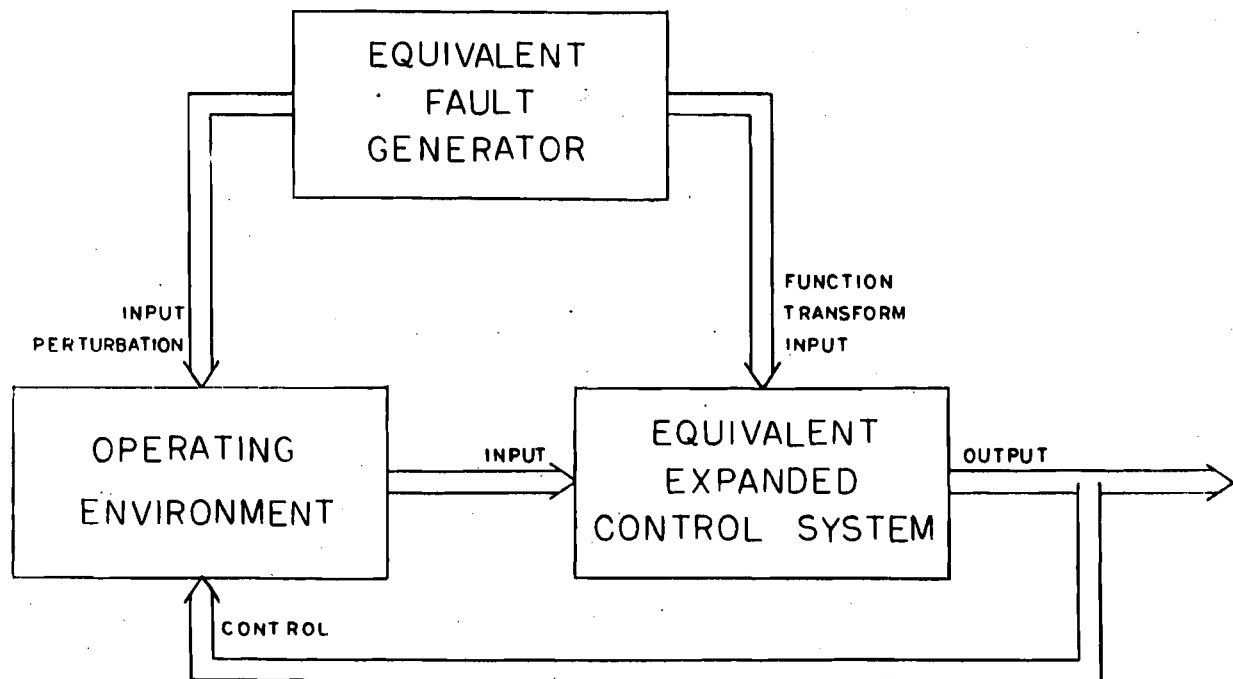 EQUIVALENT
FAULT
GENERATOR
INPUT
PERTURBATION
FUNCTION
TRANSFORM
INPUT
OPERATING
ENVIRONMENT
INPUT
EQUIVALENT
EXPANDED
CONTROL SYSTEM
OUTPUT
CONTROL